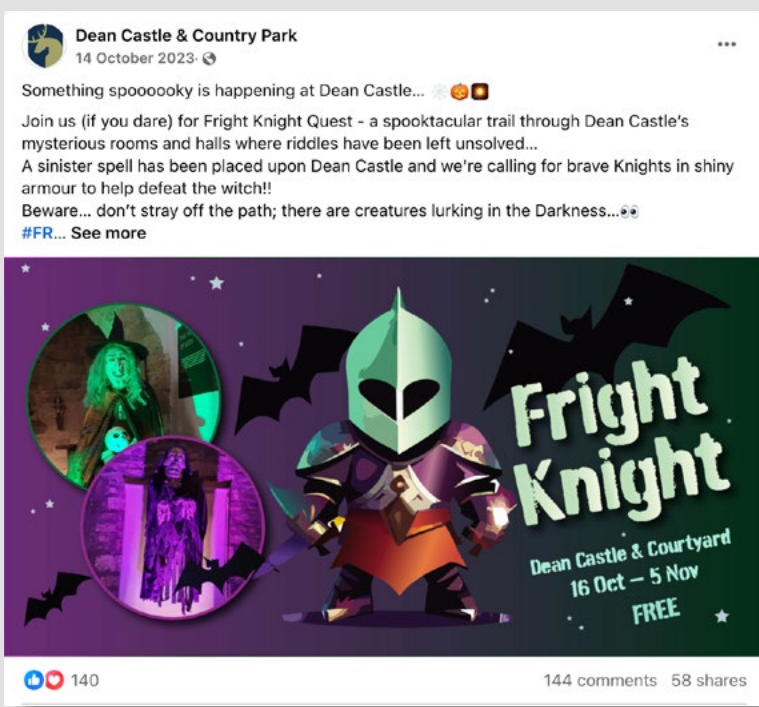 Dean Castle & Country Park
14 October 2023·
Something spooooooky is happening at Dean Castle... 🕸🎃🎇
Join us (if you dare) for Fright Knight Quest - a spooktacular trail through Dean Castle's
mysterious rooms and halls where riddles have been left unsolved...
A sinister spell has been placed upon Dean Castle and we're calling for brave Knights in shiny
armour to help defeat the witch!!
Beware... don't stray off the path; there are creatures lurking in the Darkness...👀
#FR... See more
Fright
Knight
Dean Castle & Courtyard
16 Oct – 5 Nov
FREE
140
144 comments 58 shares